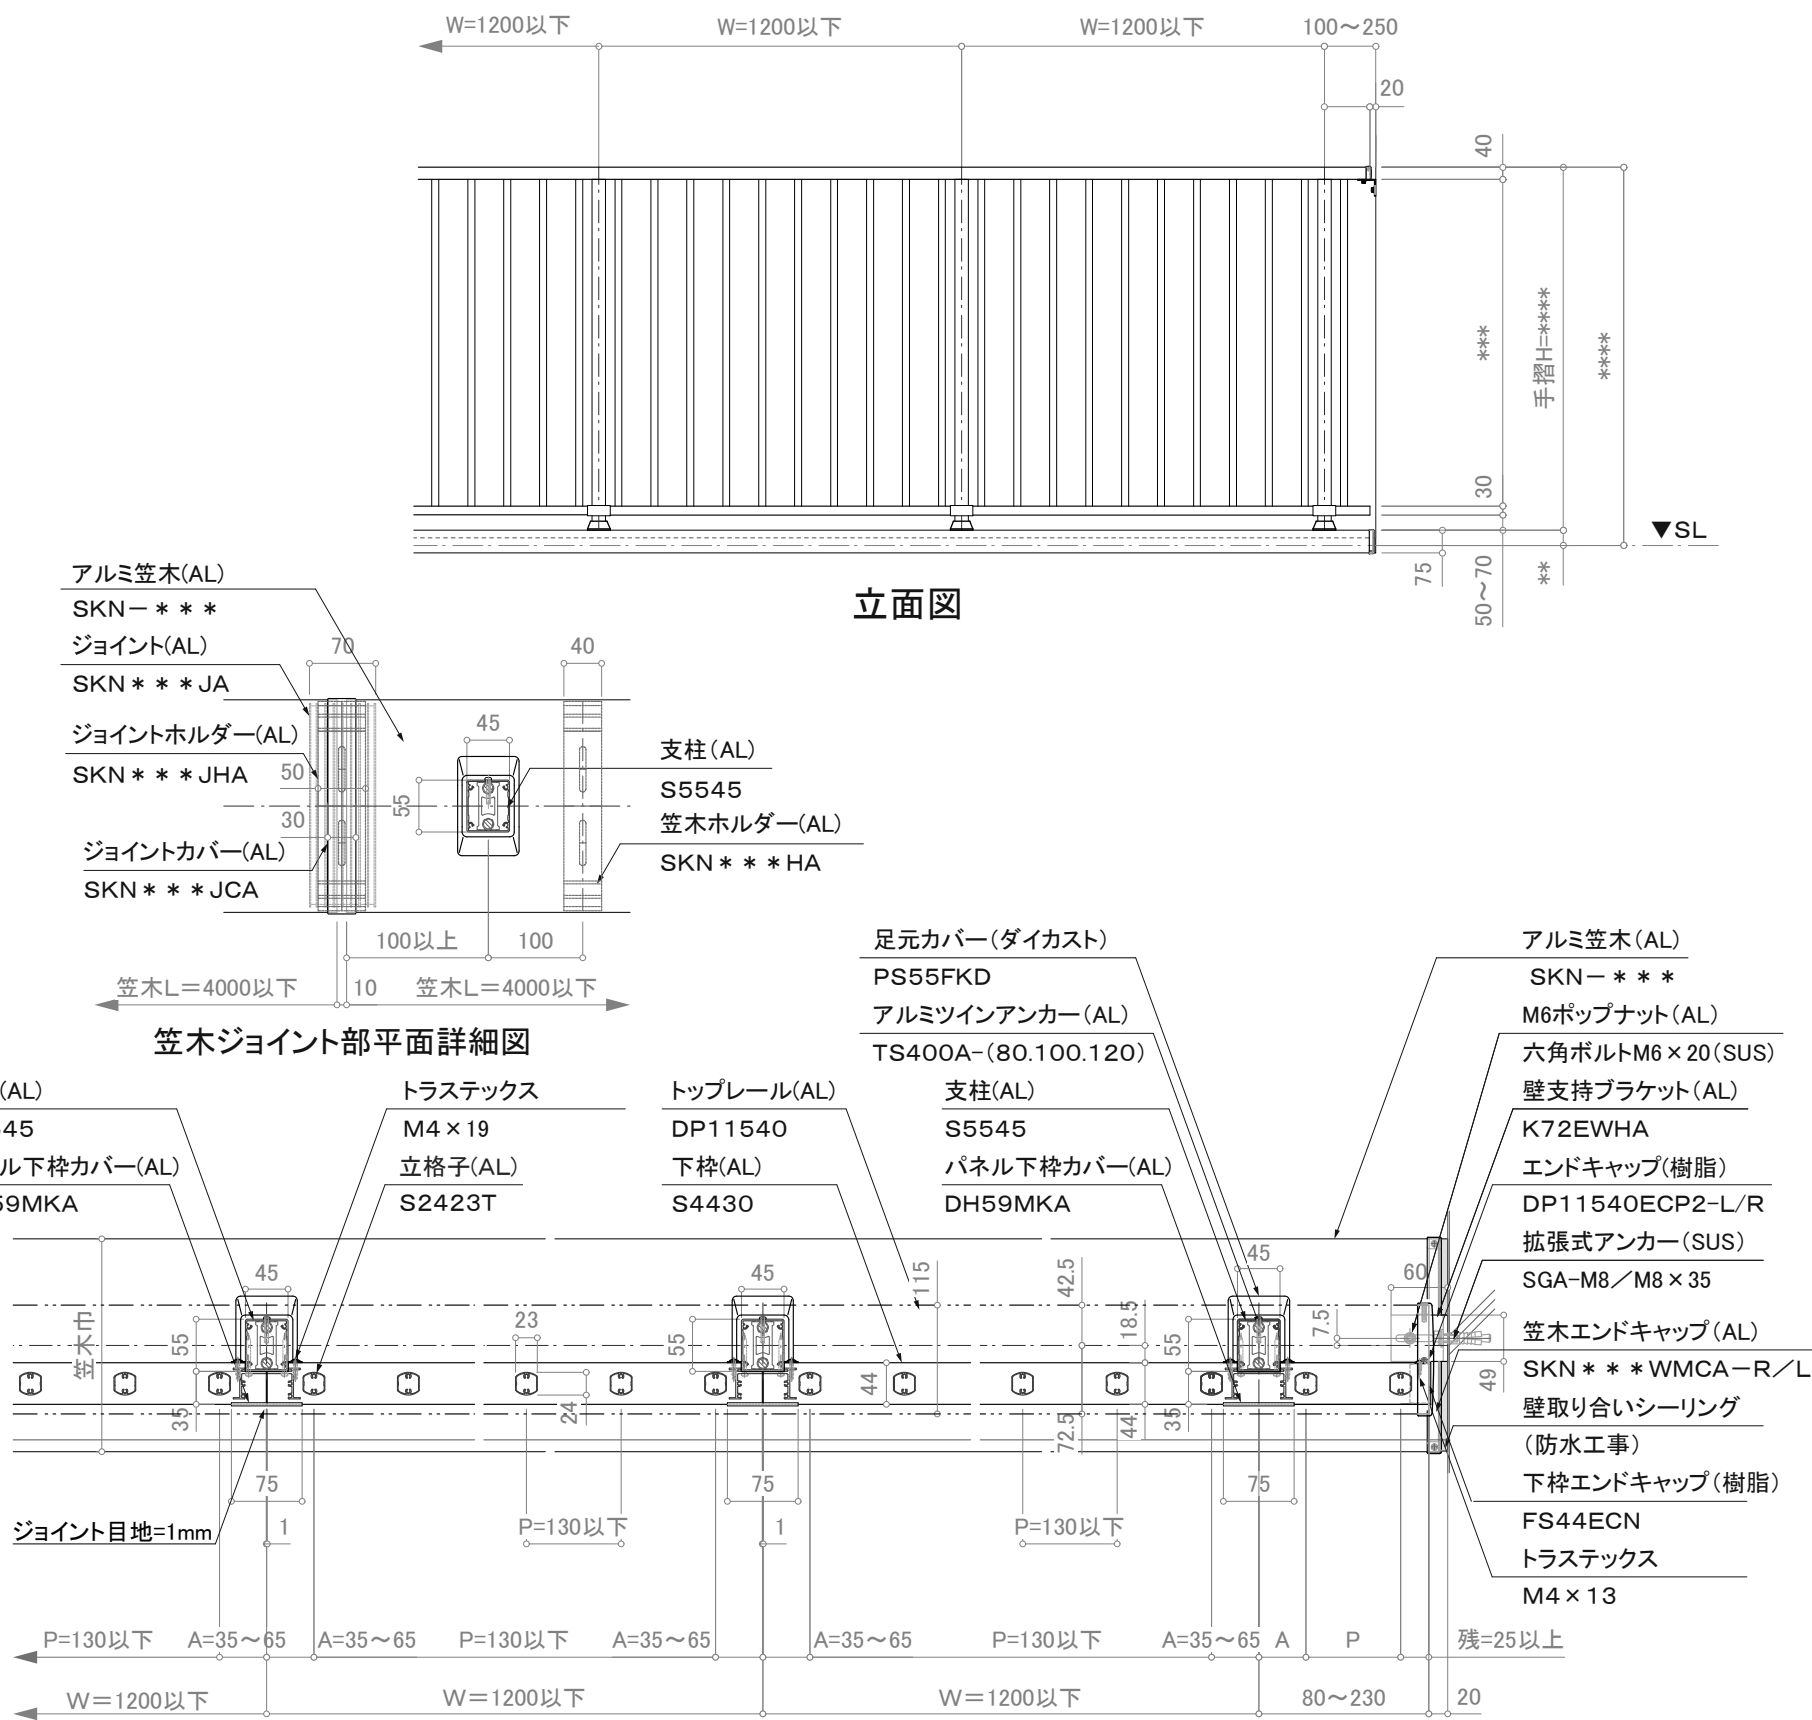 W=1200以下
W=1200以下
W=1200以下
100～250
20
40
***
手摺H=****
****
30
▼SL
75
50～70
**
立面図
アルミ笠木(AL)
SKN－＊＊＊
ジョイント(AL)
SKN＊＊＊JA
ジョイントホルダー(AL)
SKN＊＊＊JHA
ジョイントカバー(AL)
SKN＊＊＊JCA
70
40
45
50
55
30
支柱(AL)
S5545
笠木ホルダー(AL)
SKN＊＊＊HA
100以上
100
笠木L＝4000以下
10
笠木L＝4000以下
笠木ジョイント部平面詳細図
足元カバー(ダイカスト)
PS55FKD
アルミツインアンカー(AL)
TS400A-(80.100.120)
アルミ笠木(AL)
SKN－＊＊＊
M6ポップナット(AL)
六角ボルトM6×20(SUS)
壁支持ブラケット(AL)
K72EWHA
エンドキャップ(樹脂)
DP11540ECP2-L/R
拡張式アンカー(SUS)
SGA-M8／M8×35
笠木エンドキャップ(AL)
SKN＊＊＊WMCA－R／L
壁取り合いシーリング
(防水工事)
下枠エンドキャップ(樹脂)
FS44ECN
トラステックス
M4×13
(AL)
45
ル下枠カバー(AL)
59MKA
トラステックス
M4×19
立格子(AL)
S2423T
トップレール(AL)
DP11540
下枠(AL)
S4430
支柱(AL)
S5545
パネル下枠カバー(AL)
DH59MKA
笠木巾
45
55
35
75
23
24
45
55
75
44
115
42.5
18.5
44
72.5
45
55
35
75
60
7.5
49
ジョイント目地=1mm
1
P=130以下
1
P=130以下
P=130以下
A=35～65
A=35～65
P=130以下
A=35～65
A=35～65
P=130以下
A=35～65
A
P
残=25以上
W＝1200以下
W＝1200以下
W＝1200以下
80～230
20